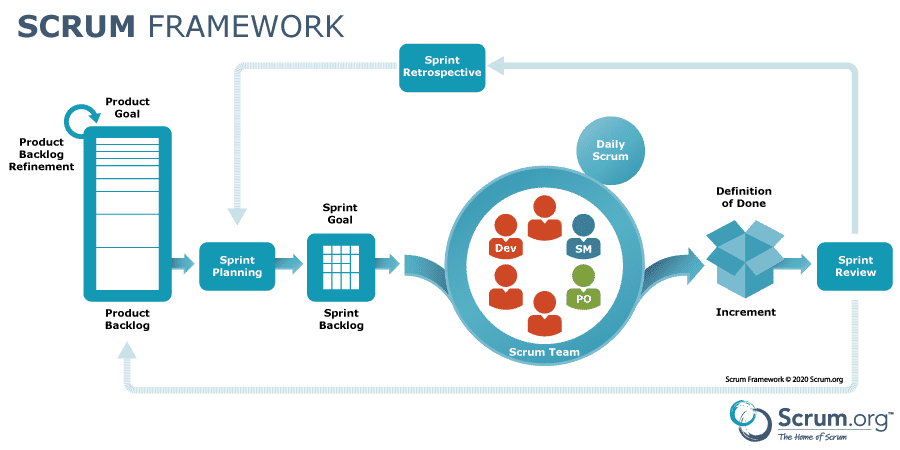 SCRUM FRAMEWORK
Sprint
Retrospective
Product
Goal
Product
Backlog
Refinement
Daily
Scrum
Definition
of Done
Sprint
Goal
Dev
SM
Sprint
Planning
Sprint
Review
PO
Product
Backlog
Sprint
Backlog
Increment
Scrum Team
Scrum Framework © 2020 Scrum.org
Scrum.org™
The Home of Scrum